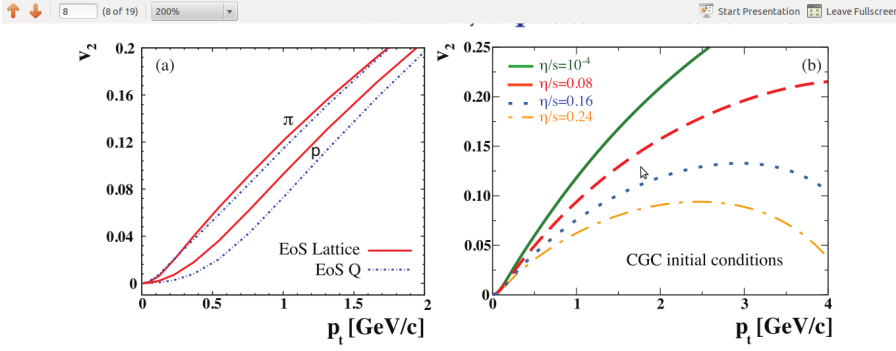 8 (8 of 19) 200% Start Presentation Leave Fullscreen
v2
0.2
0.16
0.12
0.08
0.04
0
(a)
π
p
EoS Lattice
EoS Q
0 0.5 1 1.5 2
pt [GeV/c]
v2
0.25
0.20
0.15
0.10
0.05
0
(b)
η/s=10-4
η/s=0.08
η/s=0.16
η/s=0.24
CGC initial conditions
0 1 2 3 4
pt [GeV/c]